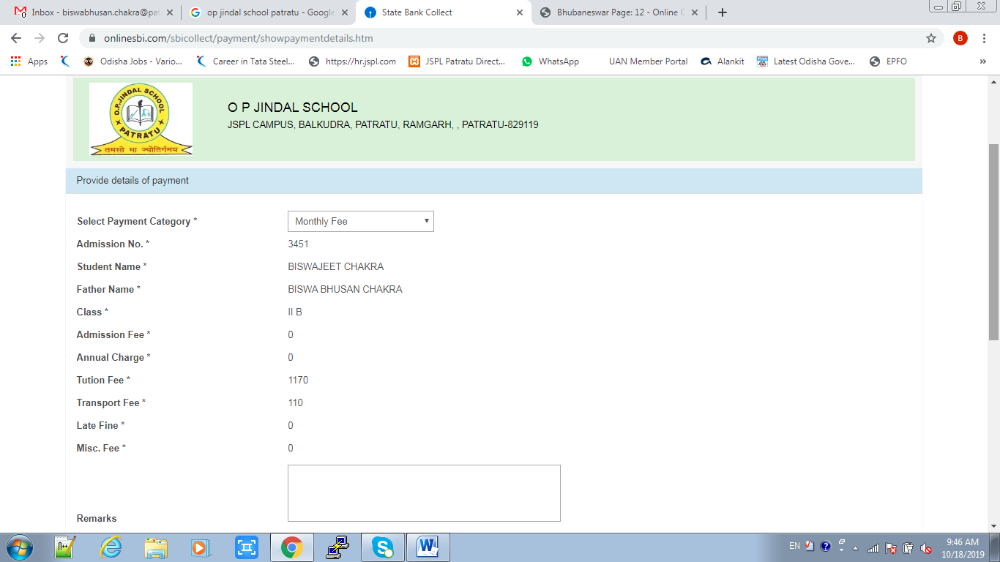 Inbox - biswabhusan.chakra@pat
op jindal school patratu - Google
State Bank Collect
Bhubaneswar Page: 12 - Online C
onlinesbi.com/sbicollect/payment/showpaymentdetails.htm
B
Apps
Odisha Jobs - Vario...
Career in Tata Steel...
https://hr.jspl.com
JSPL Patratu Direct...
WhatsApp
UAN Member Portal
Alankit
Latest Odisha Gove...
EPFO
O.P.JINDAL SCHOOL
PATRATU
तमसो मा ज्योतिर्गमय
O P JINDAL SCHOOL
JSPL CAMPUS, BALKUDRA, PATRATU, RAMGARH, , PATRATU-829119
Provide details of payment
Select Payment Category * Monthly Fee
Admission No. * 3451
Student Name * BISWAJEET CHAKRA
Father Name * BISWA BHUSAN CHAKRA
Class * II B
Admission Fee * 0
Annual Charge * 0
Tution Fee * 1170
Transport Fee * 110
Late Fine * 0
Misc. Fee * 0
Remarks
EN
9:46 AM
10/18/2019